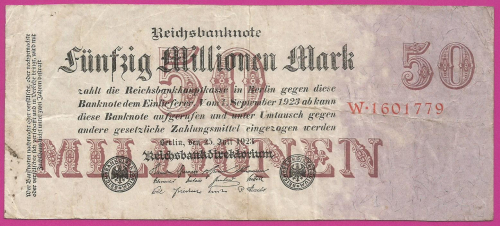 Reichsbanknote
Fünfzig Millionen Mark
50
50
zahlt die Reichsbankhauptkasse in Berlin gegen diese
Banknote dem Einlieferer. Vom 1. September 1923 ab kann
diese Banknote aufgerufen und unter Umtausch gegen
andere gesetzliche Zahlungsmittel eingezogen werden
W·1601779
Berlin, den 25. Juli 1923
Reichsbankdirektorium
MILLIONEN